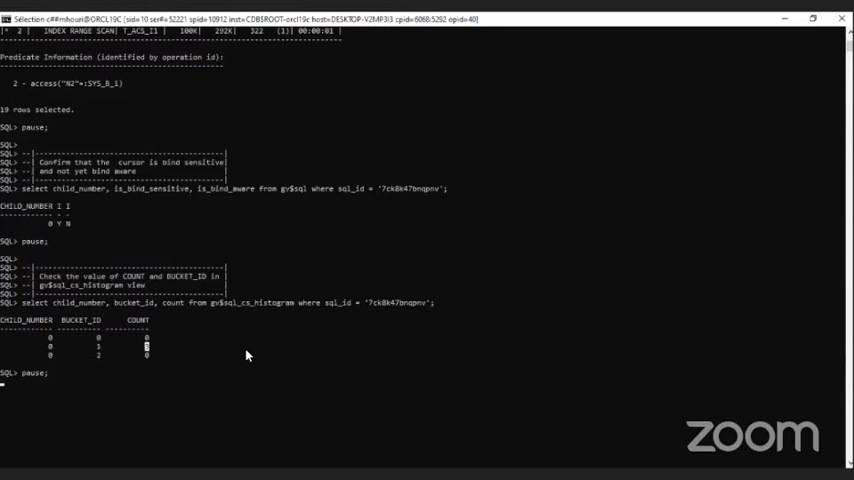 Sélection c##mhouri@ORCL19C [sid=10 ser#=52221 spid=10912 inst=CDB$ROOT-orcl19c host=DESKTOP-V2MP3I3 cpid=6068:5292 opid=40]
|*  2 |   INDEX RANGE SCAN| T_ACS_I1 |   100K|   292K|   322   (1)| 00:00:01 |
Predicate Information (identified by operation id):
---------------------------------------------------
2 - access("N2"=:SYS_B_1)
19 rows selected.
SQL> pause;
SQL>
SQL> --|--------------------------------------------|
SQL> --| Confirm that the  cursor is bind sensitive|
SQL> --| and not yet bind aware                     |
SQL> --|--------------------------------------------|
SQL> select child_number, is_bind_sensitive, is_bind_aware from gv$sql where sql_id = '7ck8k47bnqpnv';
CHILD_NUMBER I I
------------ - -
0 Y N
SQL> pause;
SQL>
SQL> --|--------------------------------------------|
SQL> --| Check the value of COUNT and BUCKET_ID in  |
SQL> --| gv$sql_cs_histogram view                   |
SQL> --|--------------------------------------------|
SQL> select child_number, bucket_id, count from gv$sql_cs_histogram where sql_id = '7ck8k47bnqpnv';
CHILD_NUMBER  BUCKET_ID      COUNT
------------ ---------- ----------
0          0          0
0          1          3
0          2          0
SQL> pause;
zoom